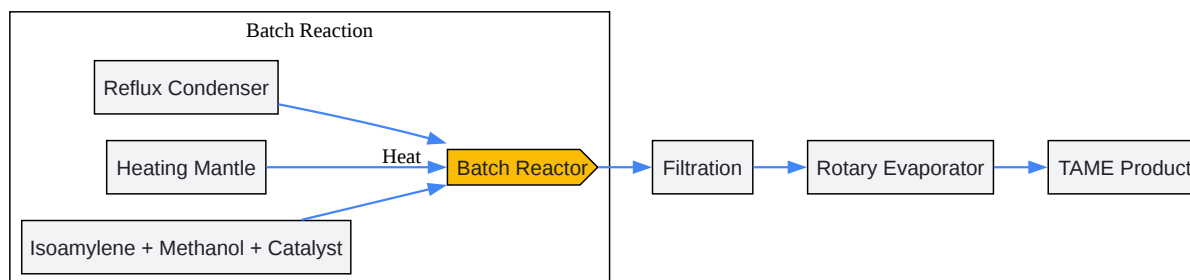 Batch Reaction
Reflux Condenser
Heating Mantle
Heat
Batch Reactor
Isoamylene + Methanol + Catalyst
Filtration
Rotary Evaporator
TAME Product